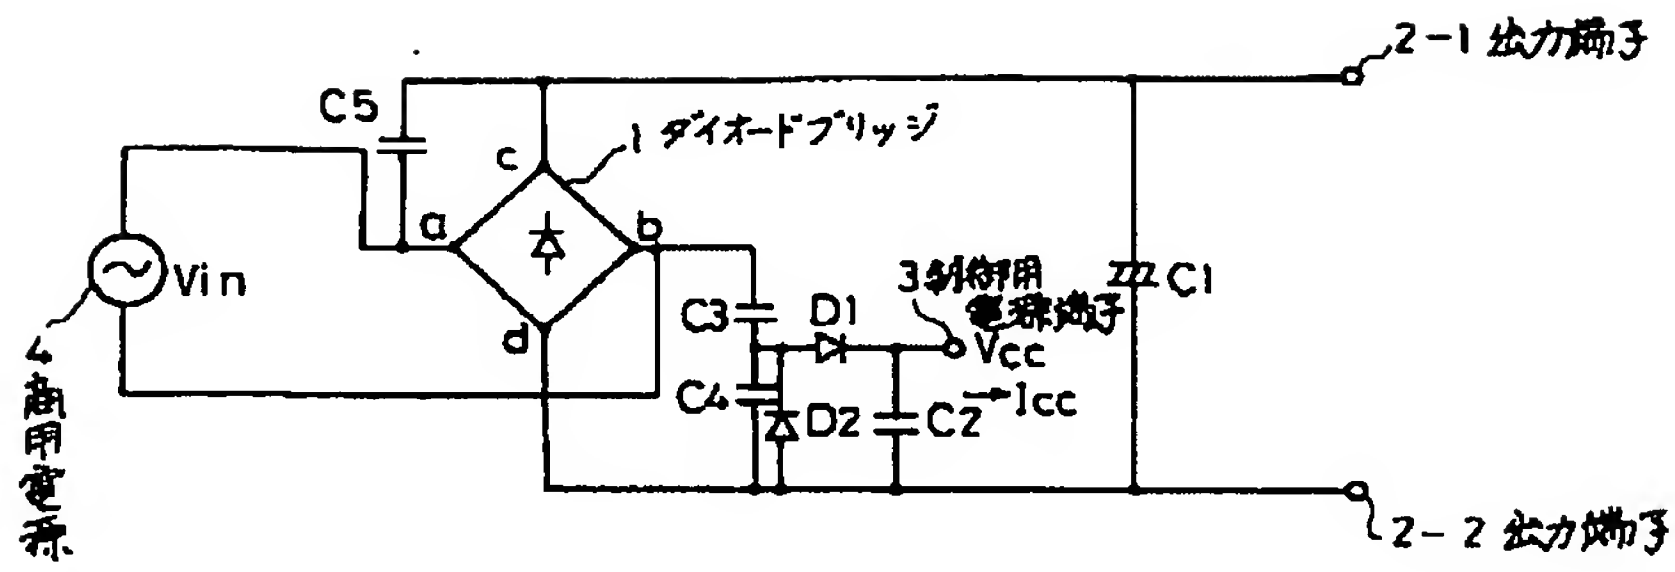 2-1 出力端子
C5
1 ダイオードブリッジ
c
a
b
Vin
3 制御用
電源端子
C1
C3
D1
d
Vcc
4 商用電源
C4
D2
C2
→Icc
2-2 出力端子